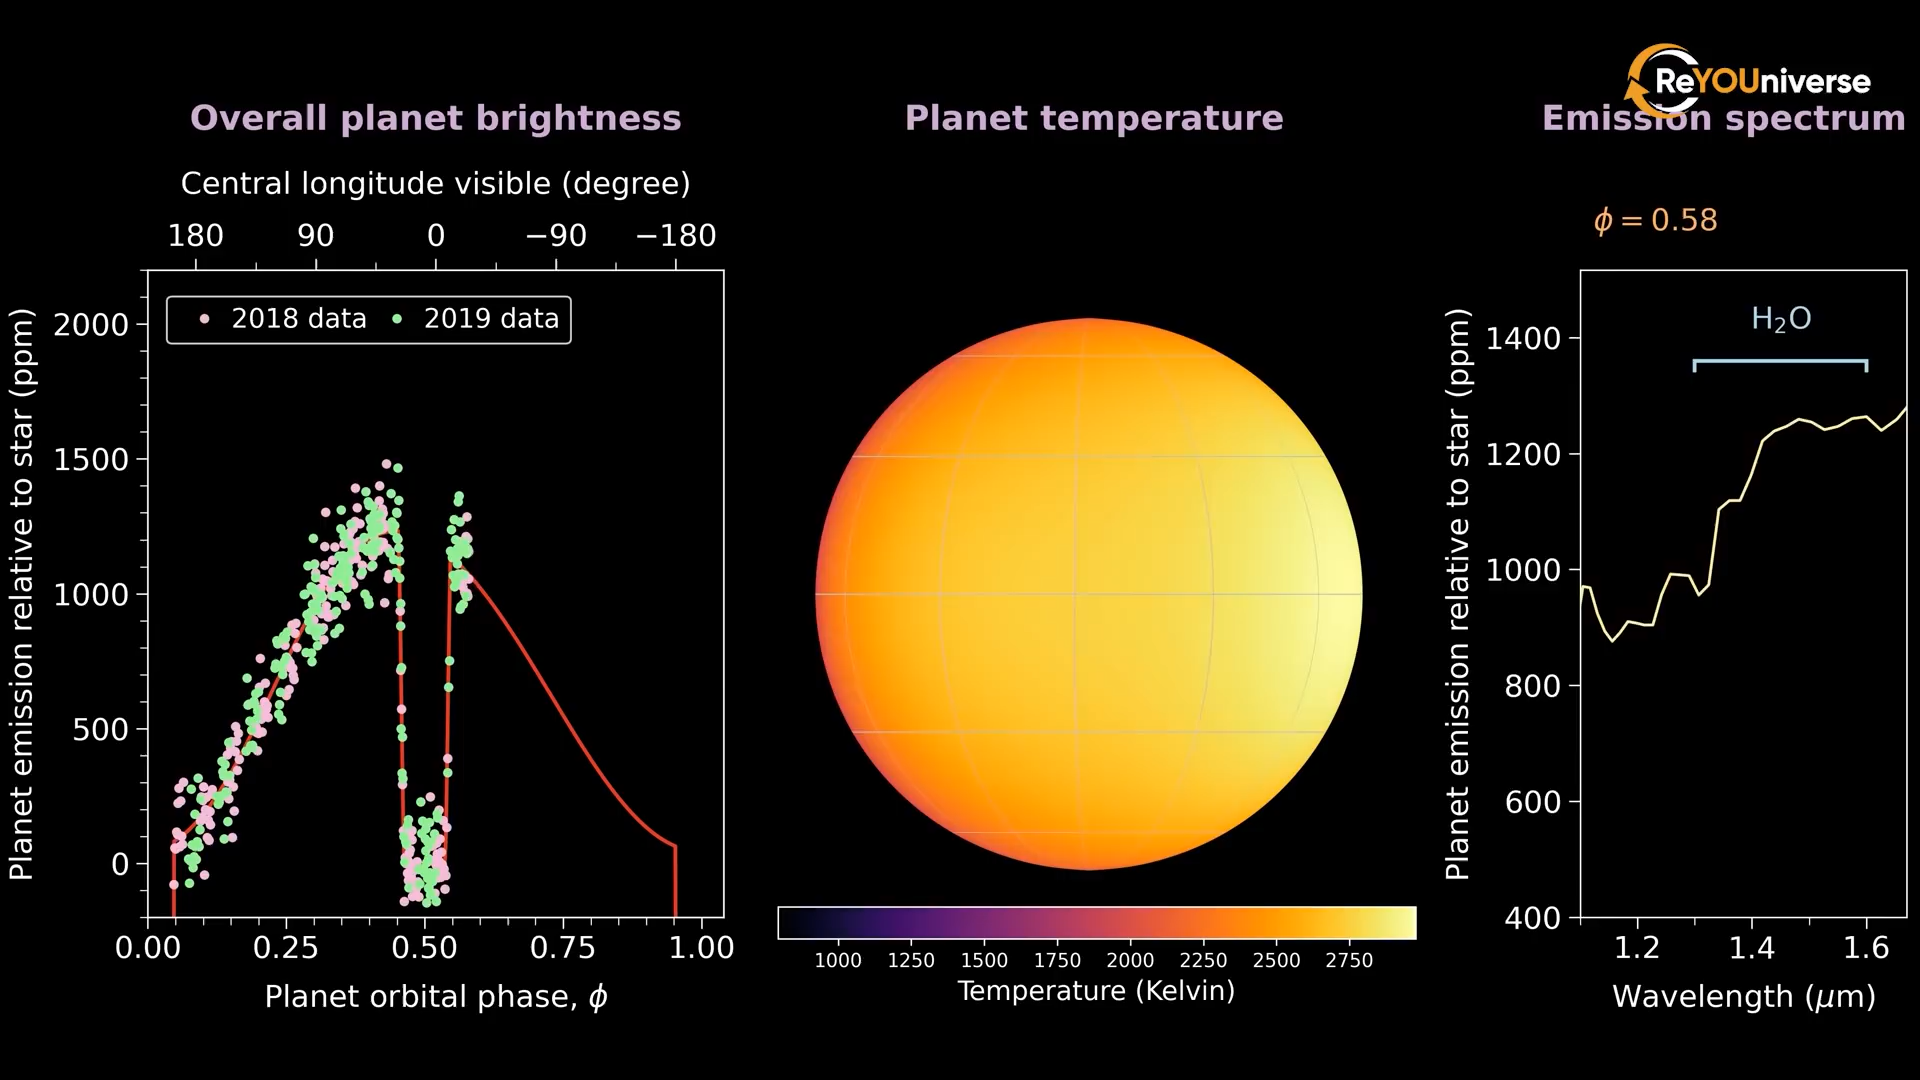 ReYOUniverse
Overall planet brightness
Central longitude visible (degree)
180 90 0 −90 −180
2018 data 2019 data
Planet emission relative to star (ppm)
2000
1500
1000
500
0
0.00 0.25 0.50 0.75 1.00
Planet orbital phase, ϕ
Planet temperature
1000 1250 1500 1750 2000 2250 2500 2750
Temperature (Kelvin)
Emission spectrum
ϕ = 0.58
H₂O
Planet emission relative to star (ppm)
1400
1200
1000
800
600
400
1.2 1.4 1.6
Wavelength (μm)